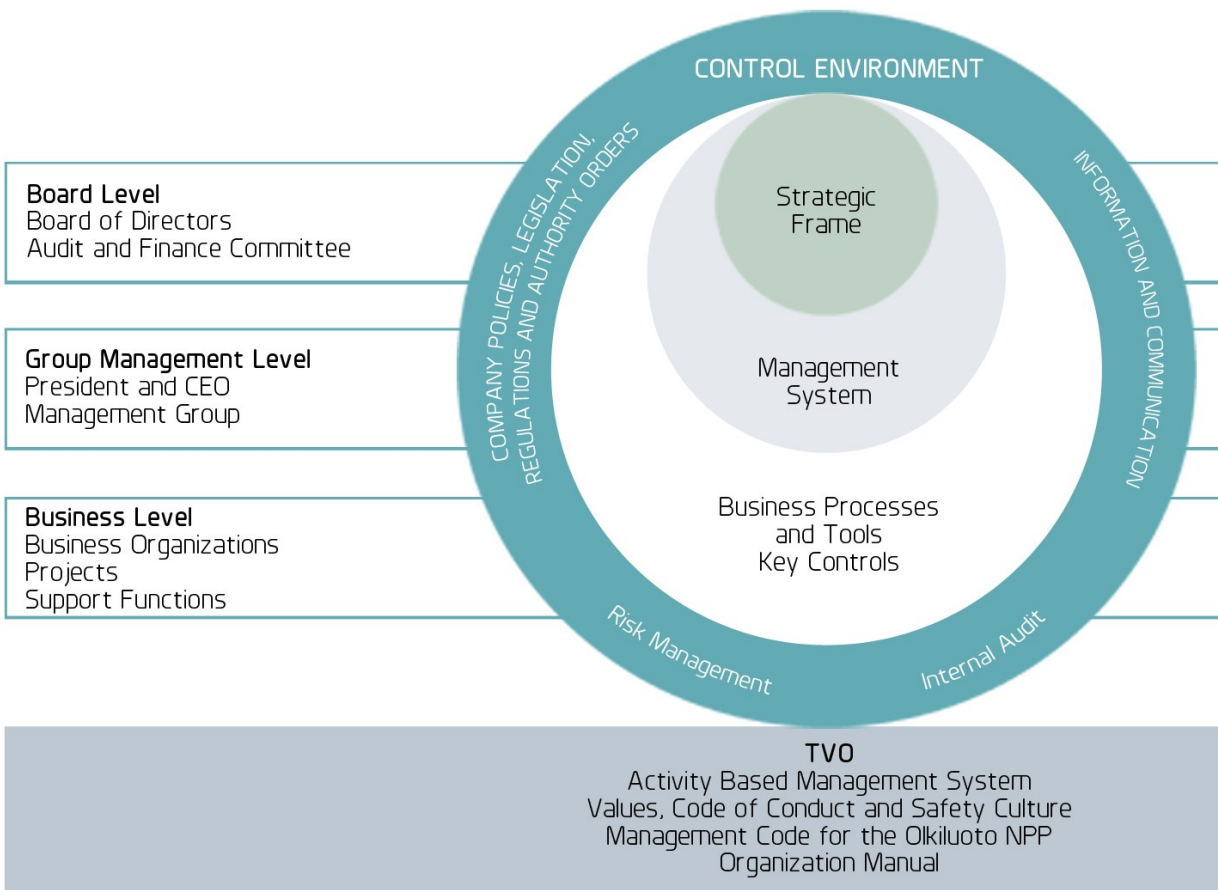 CONTROL ENVIRONMENT
COMPANY POLICIES, LEGISLATION,
REGULATIONS AND AUTHORITY ORDERS
INFORMATION AND COMMUNICATION
Strategic
Frame
Board Level
Board of Directors
Audit and Finance Committee
Group Management Level
President and CEO
Management Group
Management
System
Business Level
Business Organizations
Projects
Support Functions
Business Processes
and Tools
Key Controls
Risk Management
Internal Audit
TVO
Activity Based Management System
Values, Code of Conduct and Safety Culture
Management Code for the Olkiluoto NPP
Organization Manual